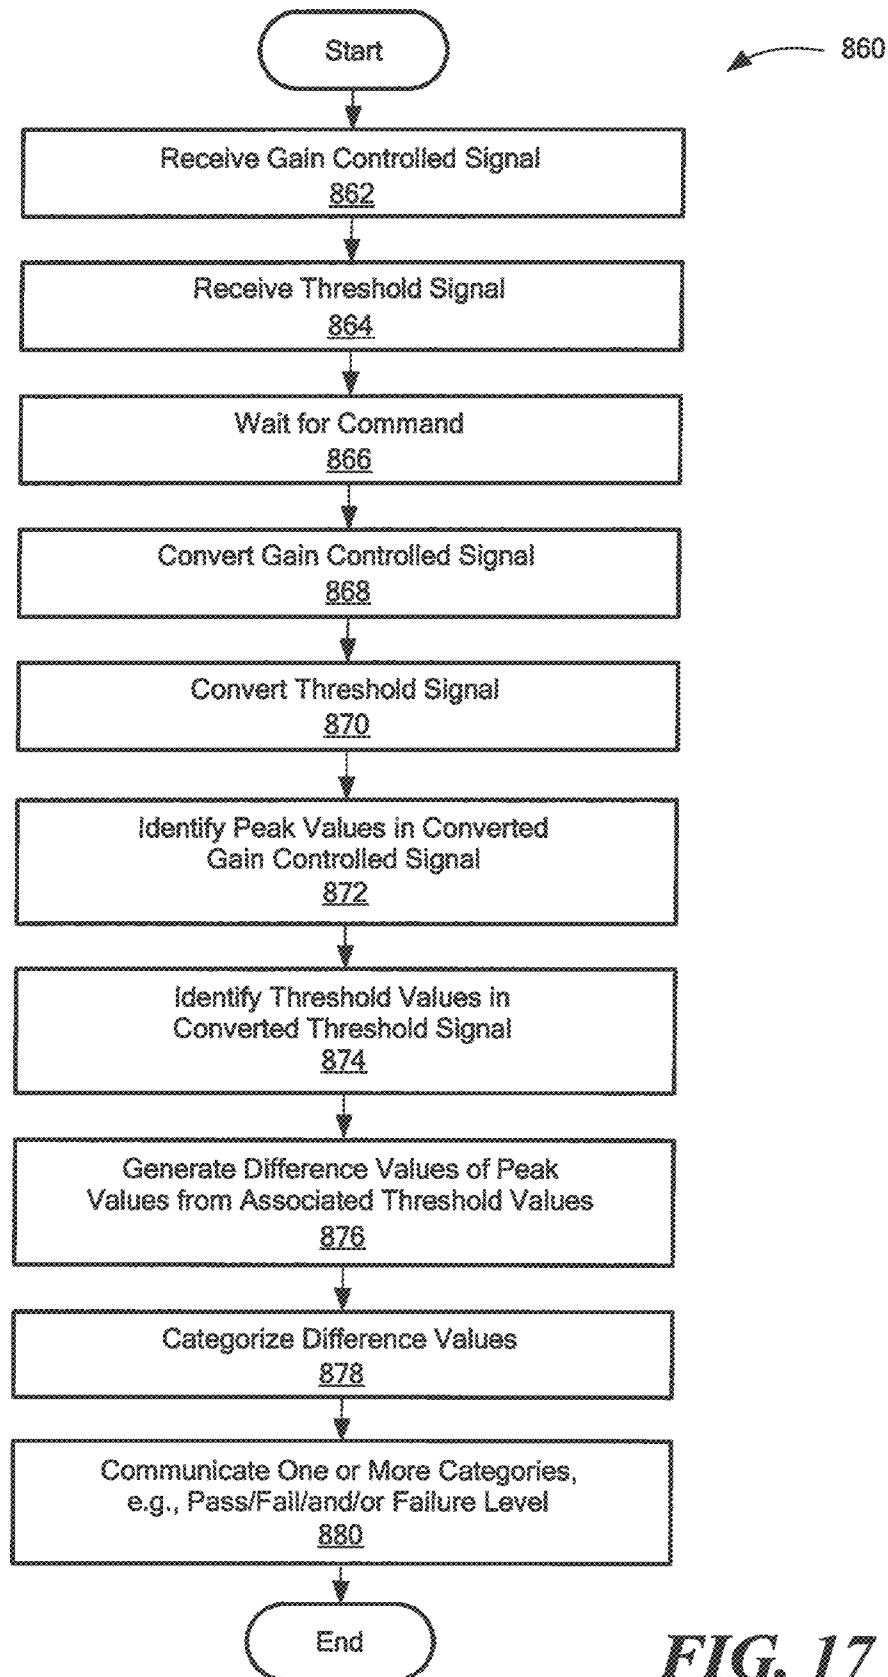 Start
860
Receive Gain Controlled Signal
862
Receive Threshold Signal
864
Wait for Command
866
Convert Gain Controlled Signal
868
Convert Threshold Signal
870
Identify Peak Values in Converted
Gain Controlled Signal
872
Identify Threshold Values in
Converted Threshold Signal
874
Generate Difference Values of Peak
Values from Associated Threshold Values
876
Categorize Difference Values
878
Communicate One or More Categories,
e.g., Pass/Fail/and/or Failure Level
880
End
FIG. 17